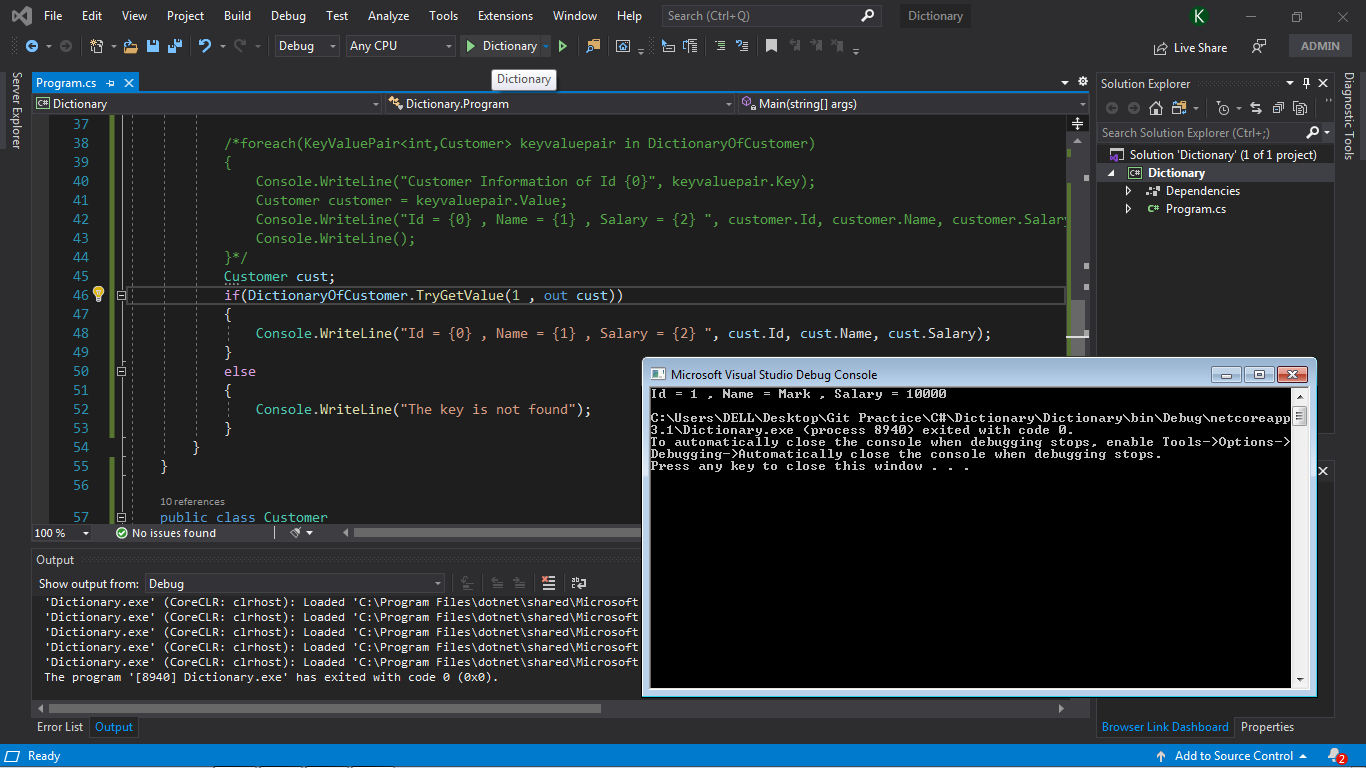 File Edit View Project Build Debug Test Analyze Tools Extensions Window Help Search (Ctrl+Q) Dictionary K
Debug Any CPU Dictionary Live Share ADMIN
Dictionary
Server Explorer
Program.cs
C# Dictionary Dictionary.Program Main(string[] args)
37
38 /*foreach(KeyValuePair<int,Customer> keyvaluepair in DictionaryOfCustomer)
39 {
40 Console.WriteLine("Customer Information of Id {0}", keyvaluepair.Key);
41 Customer customer = keyvaluepair.Value;
42 Console.WriteLine("Id = {0} , Name = {1} , Salary = {2} ", customer.Id, customer.Name, customer.Salary
43 Console.WriteLine();
44 }*/
45 Customer cust;
46 if(DictionaryOfCustomer.TryGetValue(1 , out cust))
47 {
48 Console.WriteLine("Id = {0} , Name = {1} , Salary = {2} ", cust.Id, cust.Name, cust.Salary);
49 }
50 else
51 {
52 Console.WriteLine("The key is not found");
53 }
54 }
55 }
56
10 references
57 public class Customer
100 % No issues found
Output
Show output from: Debug
'Dictionary.exe' (CoreCLR: clrhost): Loaded 'C:\Program Files\dotnet\shared\Microsoft
'Dictionary.exe' (CoreCLR: clrhost): Loaded 'C:\Program Files\dotnet\shared\Microsoft
'Dictionary.exe' (CoreCLR: clrhost): Loaded 'C:\Program Files\dotnet\shared\Microsoft
'Dictionary.exe' (CoreCLR: clrhost): Loaded 'C:\Program Files\dotnet\shared\Microsoft
'Dictionary.exe' (CoreCLR: clrhost): Loaded 'C:\Program Files\dotnet\shared\Microsoft
The program '[8940] Dictionary.exe' has exited with code 0 (0x0).
Error List Output
Microsoft Visual Studio Debug Console
Id = 1 , Name = Mark , Salary = 10000
C:\Users\DELL\Desktop\Git Practice\C#\Dictionary\Dictionary\bin\Debug\netcoreapp
3.1\Dictionary.exe (process 8940) exited with code 0.
To automatically close the console when debugging stops, enable Tools->Options->
Debugging->Automatically close the console when debugging stops.
Press any key to close this window . . .
Solution Explorer
Search Solution Explorer (Ctrl+;)
Solution 'Dictionary' (1 of 1 project)
C# Dictionary
Dependencies
C# Program.cs
Diagnostic Tools
Browser Link Dashboard Properties
Ready Add to Source Control 2